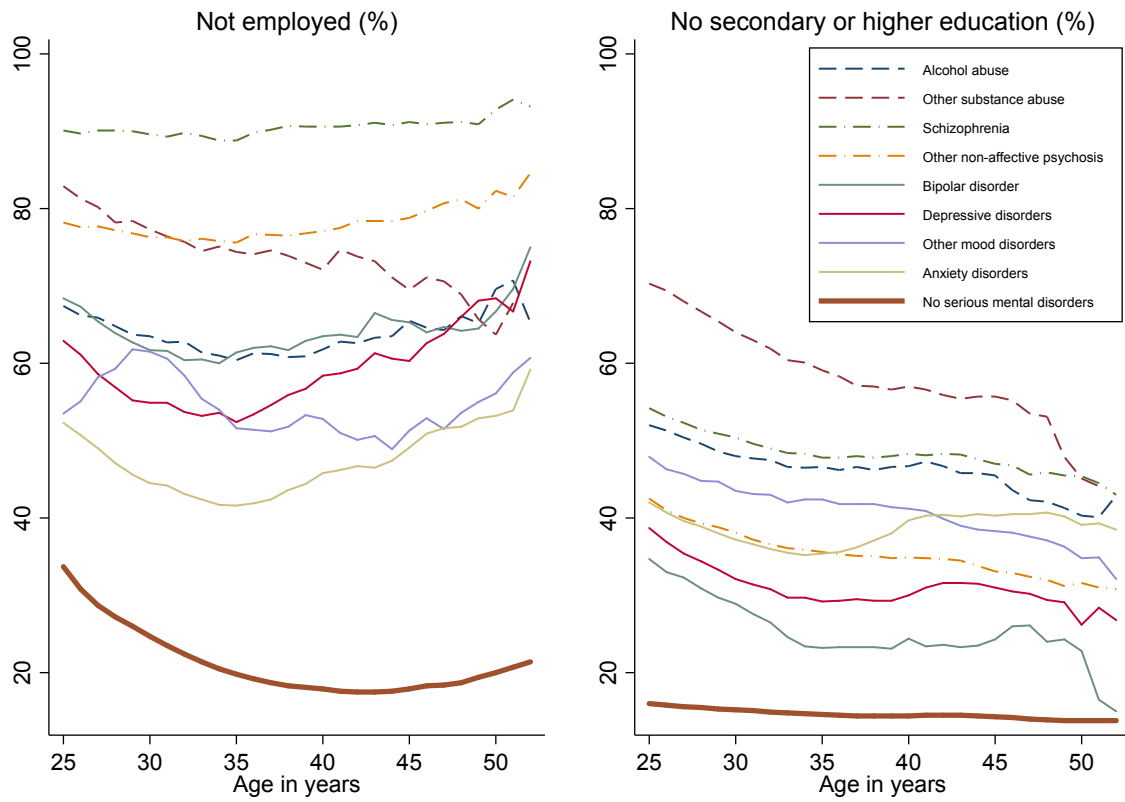 Not employed (%)
No secondary or higher education (%)
100
80
60
40
20
25 30 35 40 45 50
Age in years
100
80
60
40
20
25 30 35 40 45 50
Age in years
Alcohol abuse
Other substance abuse
Schizophrenia
Other non-affective psychosis
Bipolar disorder
Depressive disorders
Other mood disorders
Anxiety disorders
No serious mental disorders